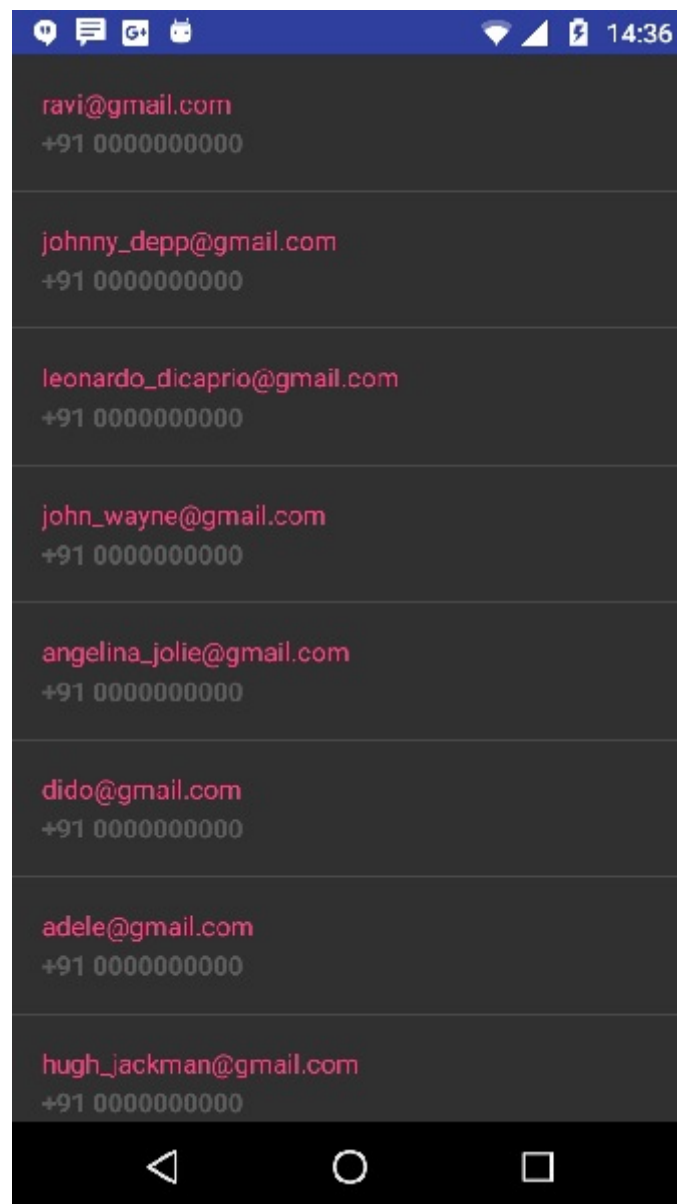 14:36
ravi@gmail.com
+91 0000000000
johnny_depp@gmail.com
+91 0000000000
leonardo_dicaprio@gmail.com
+91 0000000000
john_wayne@gmail.com
+91 0000000000
angelina_jolie@gmail.com
+91 0000000000
dido@gmail.com
+91 0000000000
adele@gmail.com
+91 0000000000
hugh_jackman@gmail.com
+91 0000000000